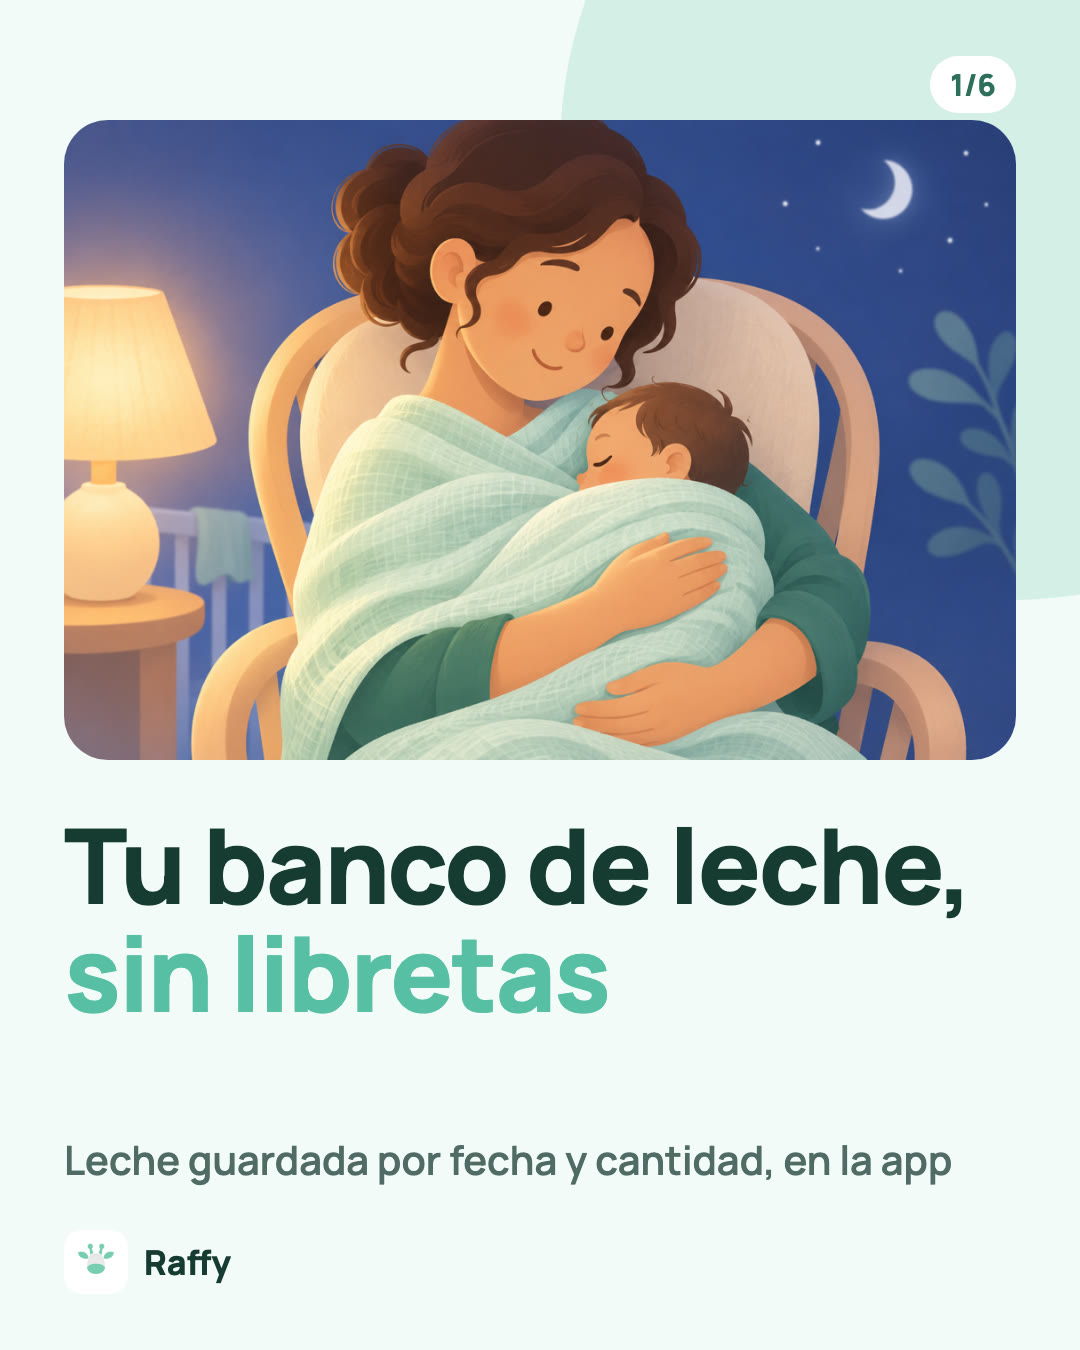 1/6
Tu banco de leche,
sin libretas
Leche guardada por fecha y cantidad, en la app
Raffy